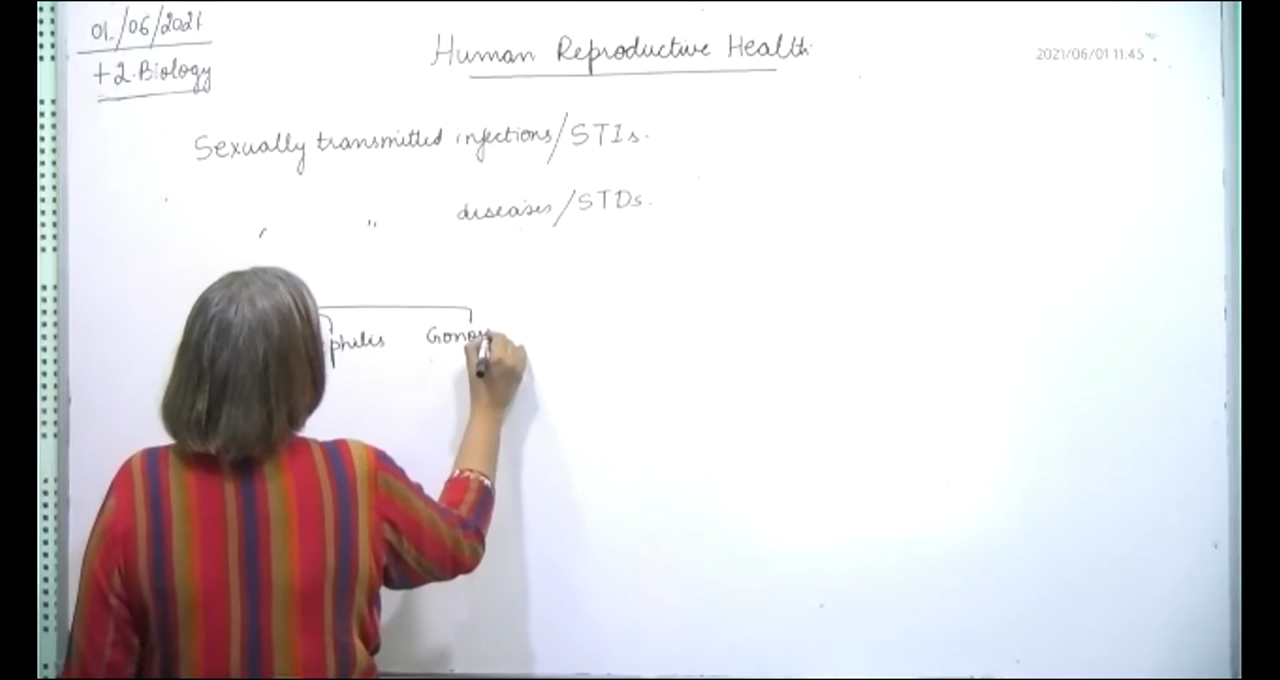 01/06/2021
+2.Biology
Human Reproductive Health
2021/06/01 11:45
Sexually transmitted infections/STIs.
" diseases/STDs.
philis